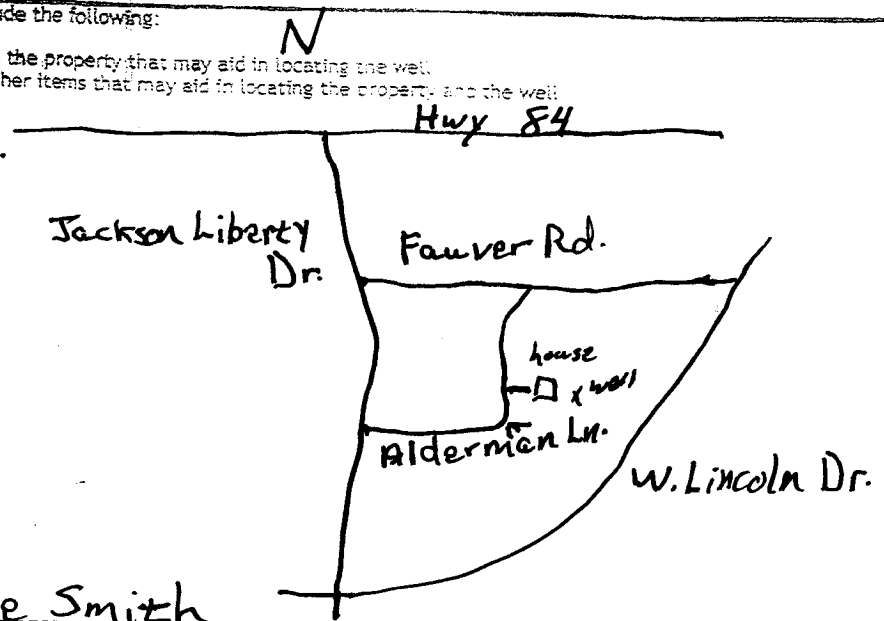 de the following:
N
the property that may aid in locating the well
her items that may aid in locating the property and the well
Hwy 84
Jackson Liberty
Dr.
Fauver Rd.
house
x well
Alderman Ln.
W. Lincoln Dr.
e Smith